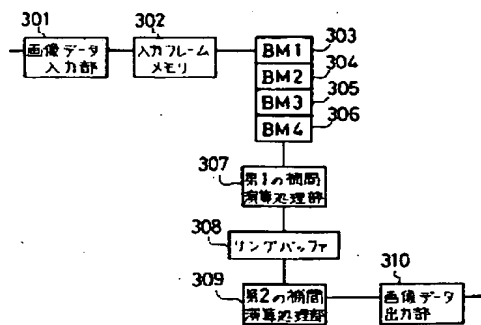 301
画像データ
入力部
302
入力フレーム
メモリ
BM1
303
BM2
304
BM3
305
BM4
306
307
第1の補間
演算処理部
308
リングバッファ
309
第2の補間
演算処理部
310
画像データ
出力部